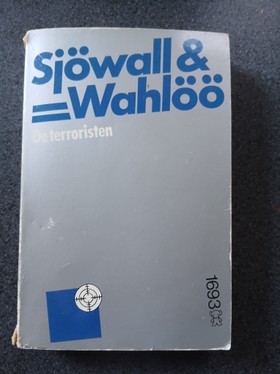 Sjöwall &
=Wahlöö
De terroristen
1693